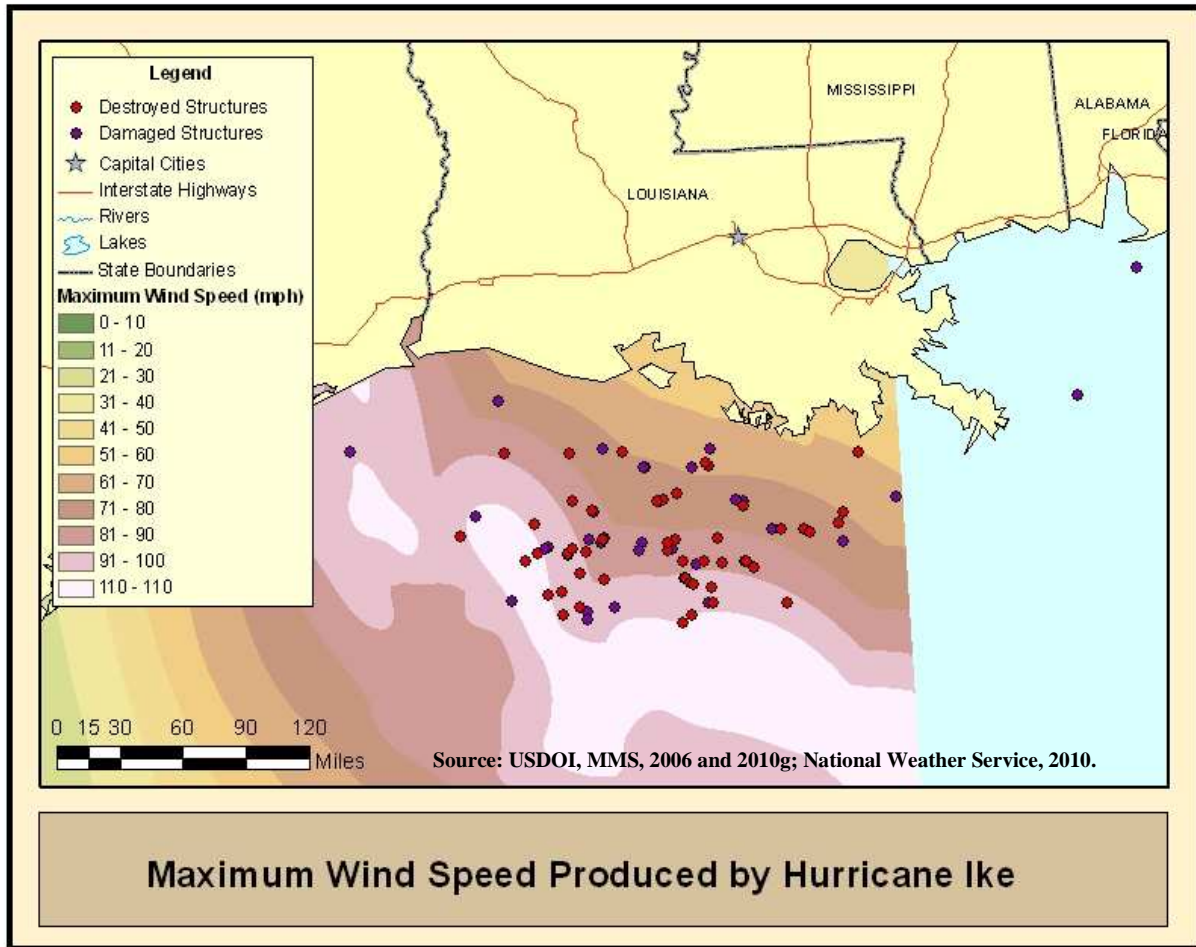 Legend
Destroyed Structures
Damaged Structures
Capital Cities
Interstate Highways
Rivers
Lakes
State Boundaries
Maximum Wind Speed (mph)
0 - 10
11 - 20
21 - 30
31 - 40
41 - 50
51 - 60
61 - 70
71 - 80
81 - 90
91 - 100
110 - 110
MISSISSIPPI
ALABAMA
FLORIDA
LOUISIANA
0 15 30 60 90 120
Miles
Source: USDOI, MMS, 2006 and 2010g; National Weather Service, 2010.
Maximum Wind Speed Produced by Hurricane Ike